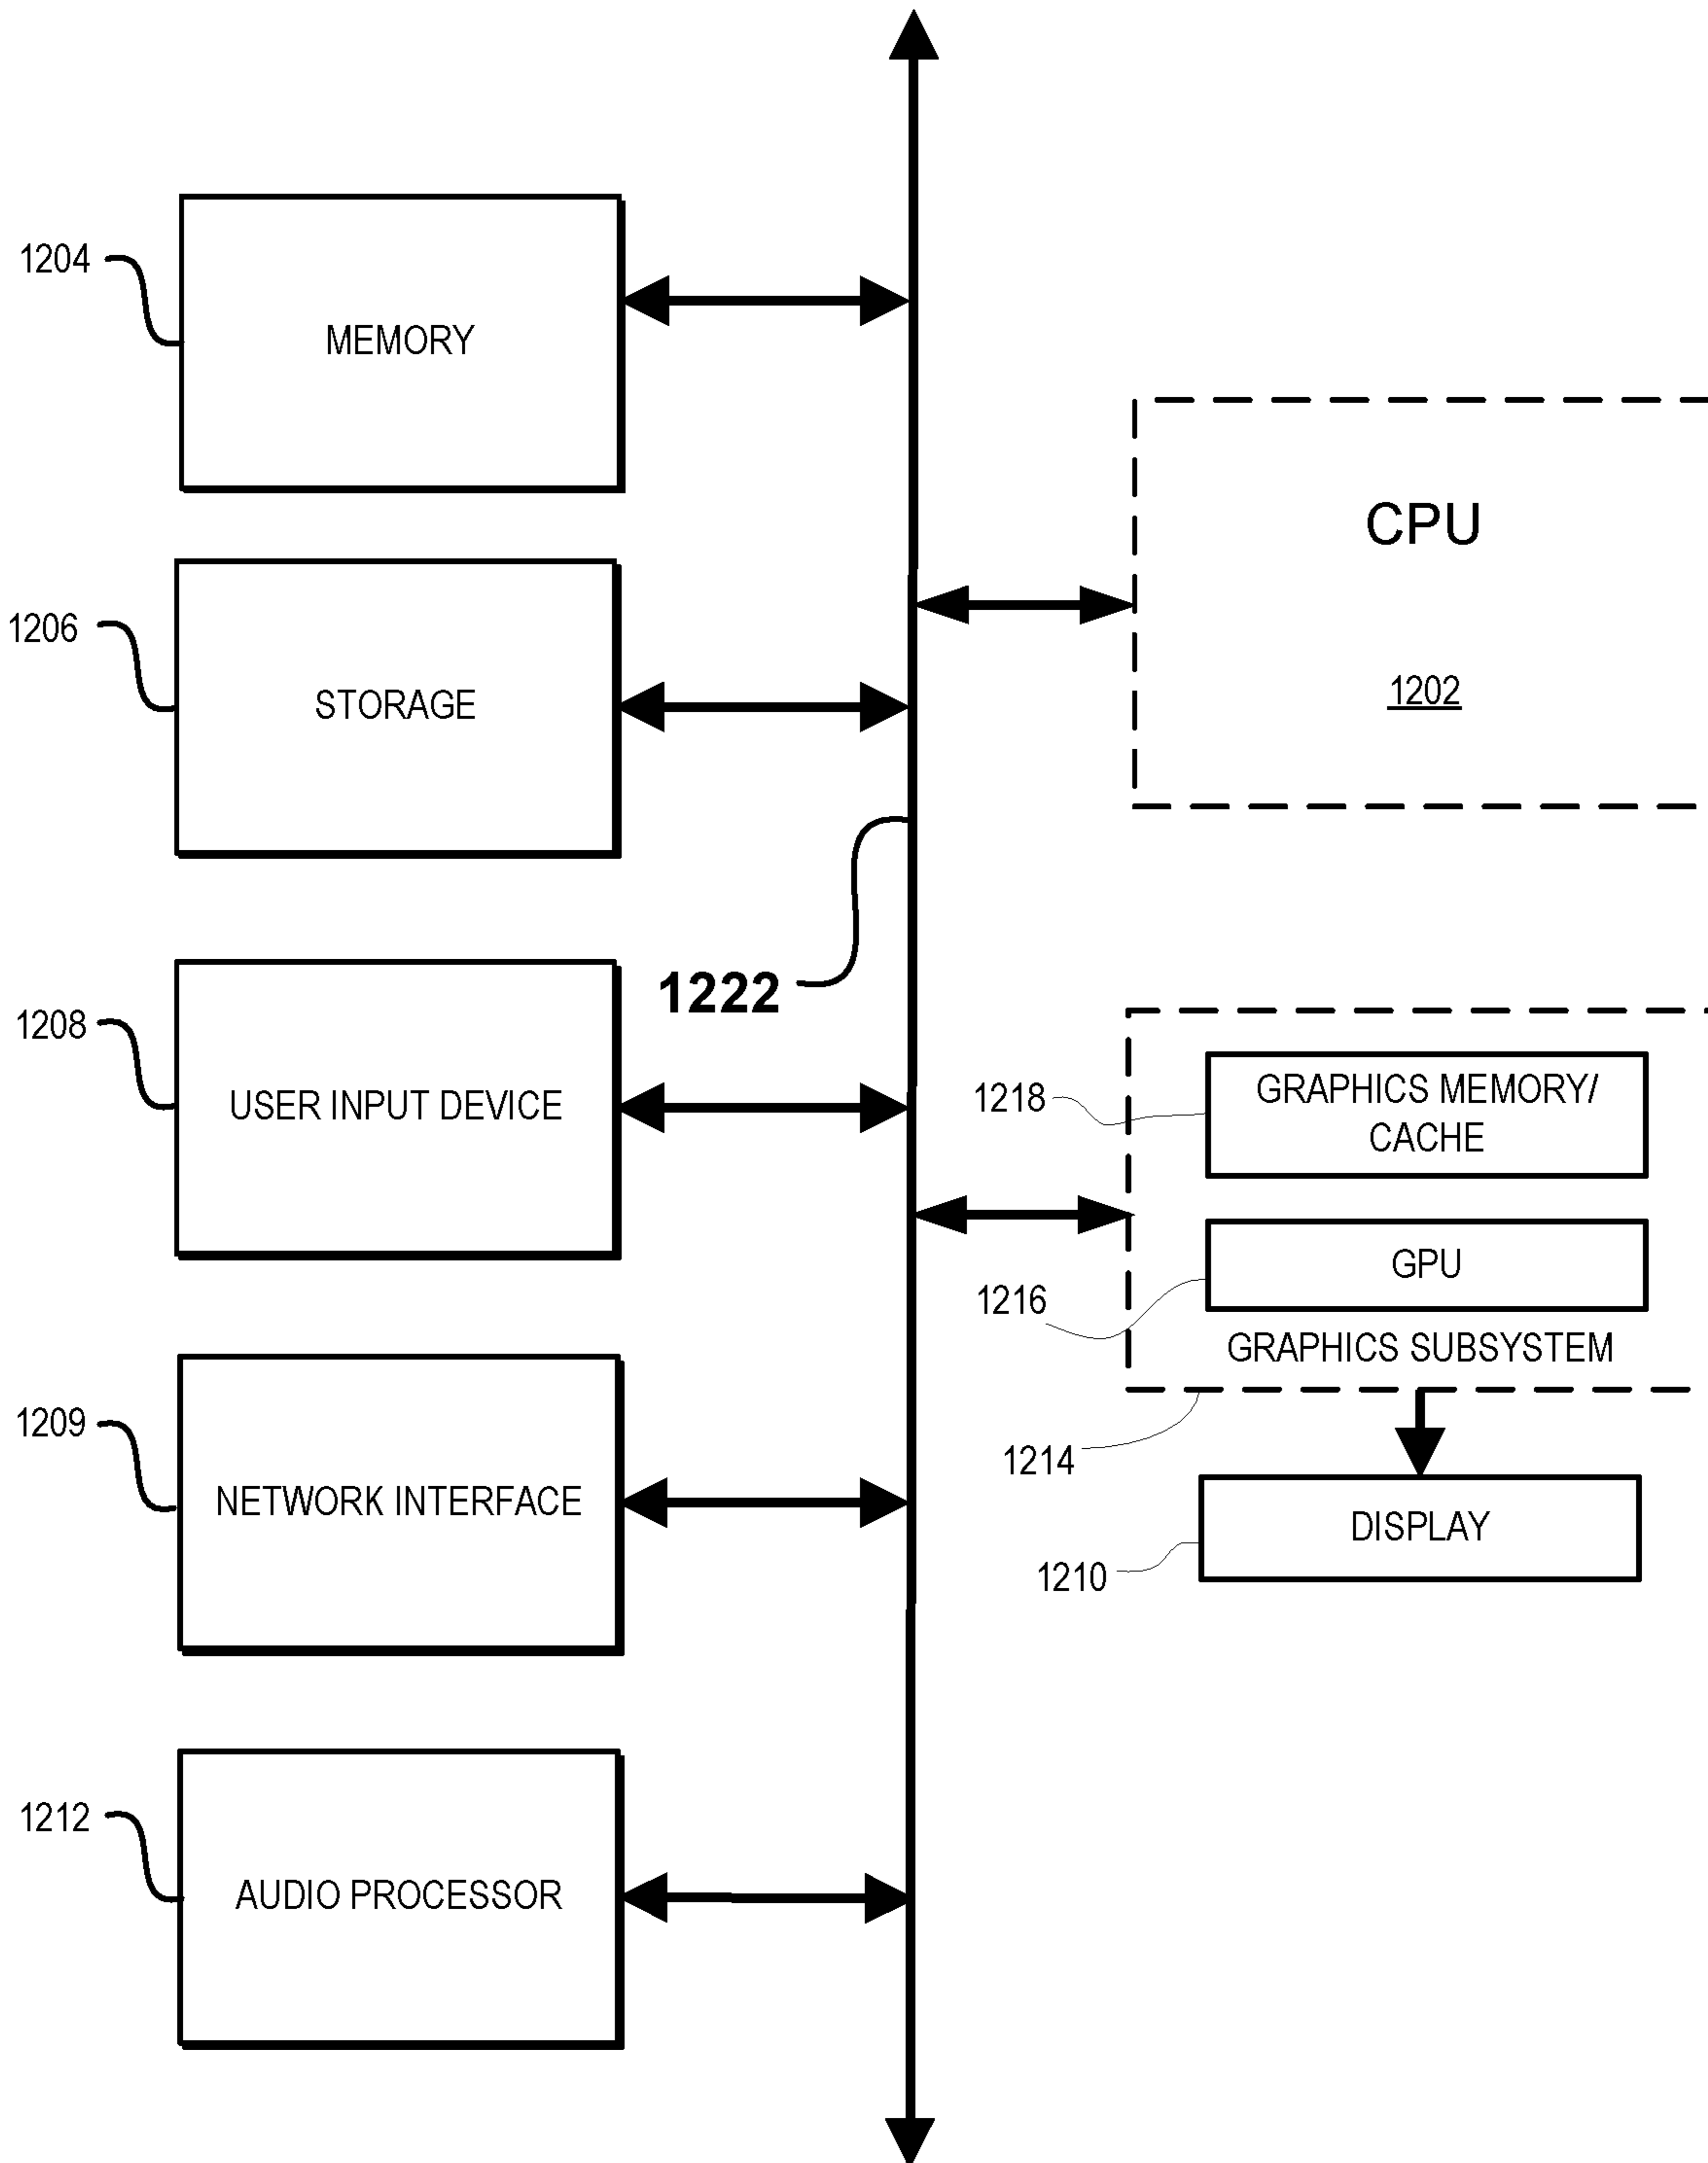 1204
MEMORY
1206
STORAGE
1208
USER INPUT DEVICE
1209
NETWORK INTERFACE
1212
AUDIO PROCESSOR
1222
CPU
1202
1218
GRAPHICS MEMORY/
CACHE
1216
GPU
GRAPHICS SUBSYSTEM
1214
DISPLAY
1210